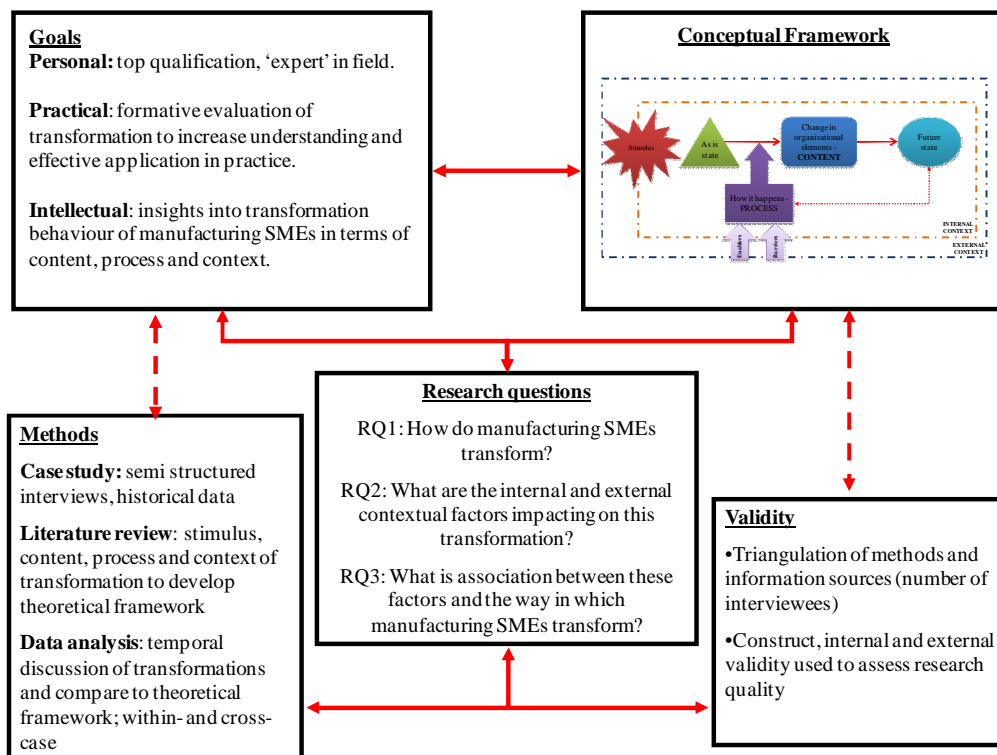 Goals
Personal: top qualification, ‘expert’ in field.
Practical: formative evaluation of
transformation to increase understanding and
effective application in practice.
Intellectual: insights into transformation
behaviour of manufacturing SMEs in terms of
content, process and context.
Conceptual Framework
Stimulus
As is
state
Change in
organisational
elements -
CONTENT
Future
state
How it happens -
PROCESS
Enablers
Barriers
INTERNAL
CONTEXT
EXTERNAL
CONTEXT
Research questions
RQ1: How do manufacturing SMEs
transform?
RQ2: What are the internal and external
contextual factors impacting on this
transformation?
RQ3: What is association between these
factors and the way in which
manufacturing SMEs transform?
Methods
Case study: semi structured
interviews, historical data
Literature review: stimulus,
content, process and context of
transformation to develop
theoretical framework
Data analysis: temporal
discussion of transformations
and compare to theoretical
framework; within- and cross-
case
Validity
•Triangulation of methods and
information sources (number of
interviewees)
•Construct, internal and external
validity used to assess research
quality